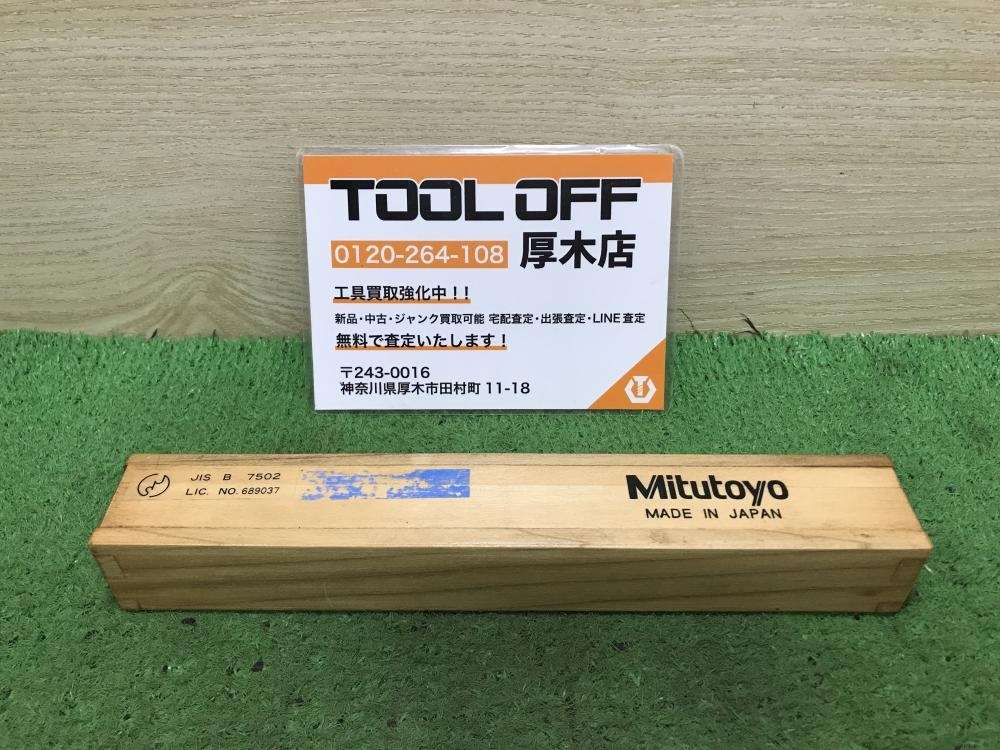 TOOL OFF
0120-264-108 厚木店
工具買取強化中！！
新品・中古・ジャンク買取可能 宅配査定・出張査定・LINE査定
無料で査定いたします！
〒243-0016
神奈川県厚木市田村町 11-18
JIS B 7502
LIC. NO. 689037
Mitutoyo
MADE IN JAPAN